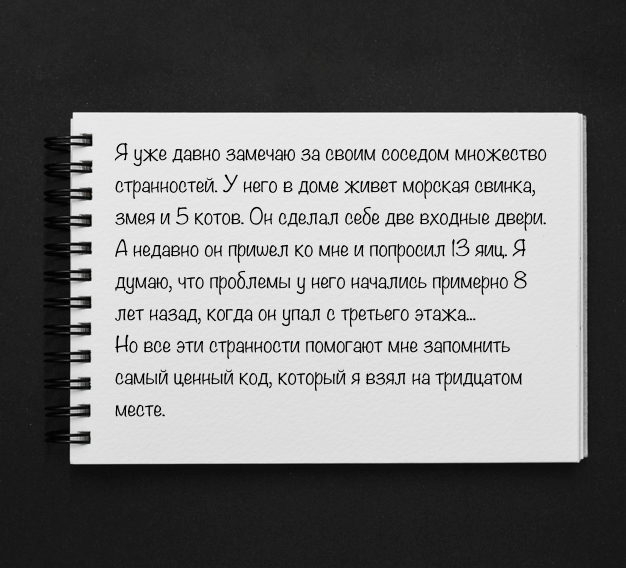 Я уже давно замечаю за своим соседом множество
странностей. У него в доме живет морская свинка,
змея и 5 котов. Он сделал себе две входные двери.
А недавно он пришел ко мне и попросил 13 яиц. Я
думаю, что проблемы у него начались примерно 8
лет назад, когда он упал с третьего этажа...
Но все эти странности помогают мне запомнить
самый ценный код, который я взял на тридцатом
месте.